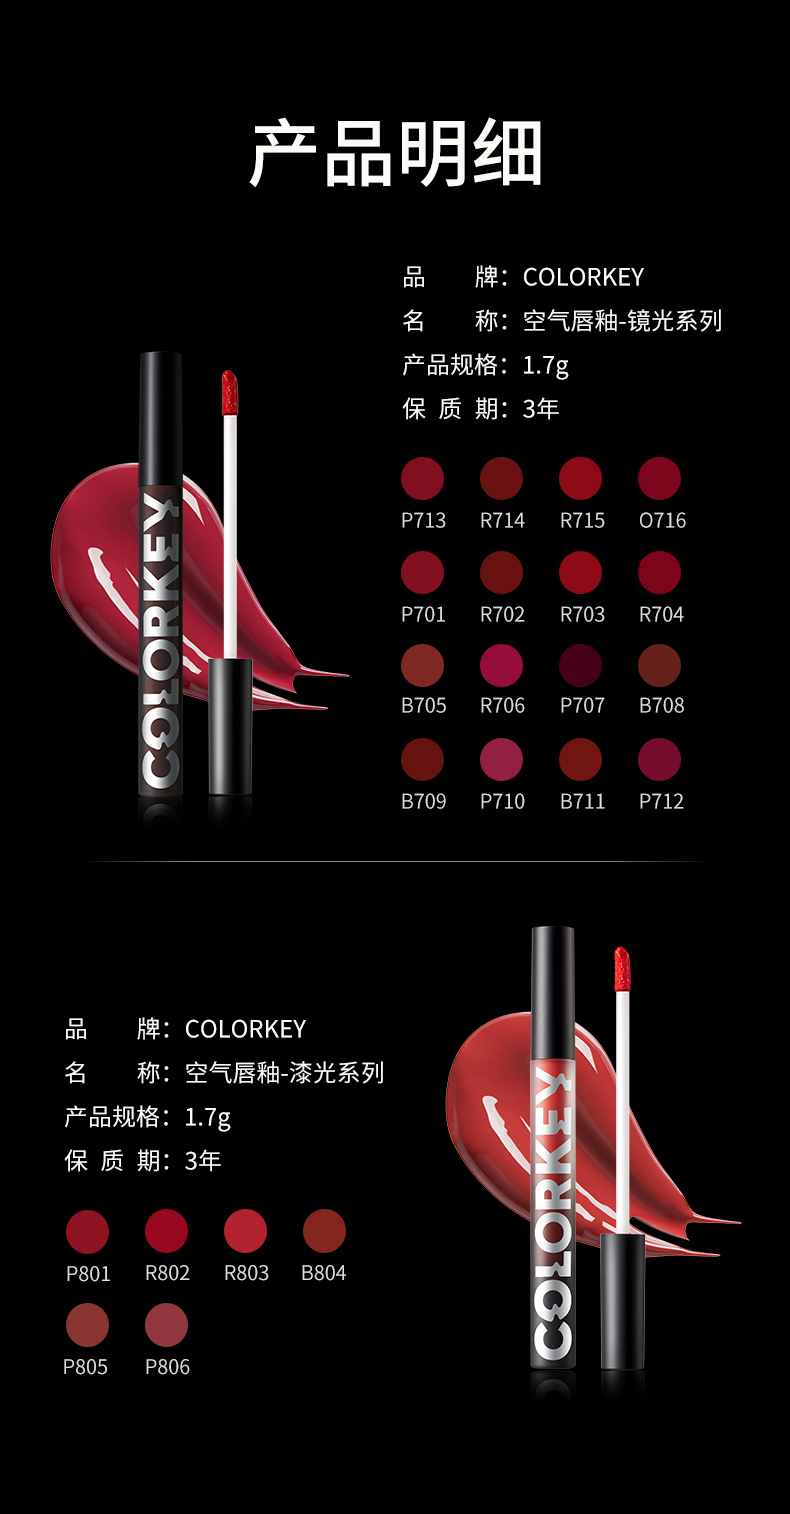 产品明细
品 牌：COLORKEY
名 称：空气唇釉-镜光系列
产品规格：1.7g
保 质 期：3年
P713 R714 R715 O716
P701 R702 R703 R704
B705 R706 P707 B708
B709 P710 B711 P712
COLORKEY
品 牌：COLORKEY
名 称：空气唇釉-漆光系列
产品规格：1.7g
保 质 期：3年
P801 R802 R803 B804
P805 P806
COLORKEY